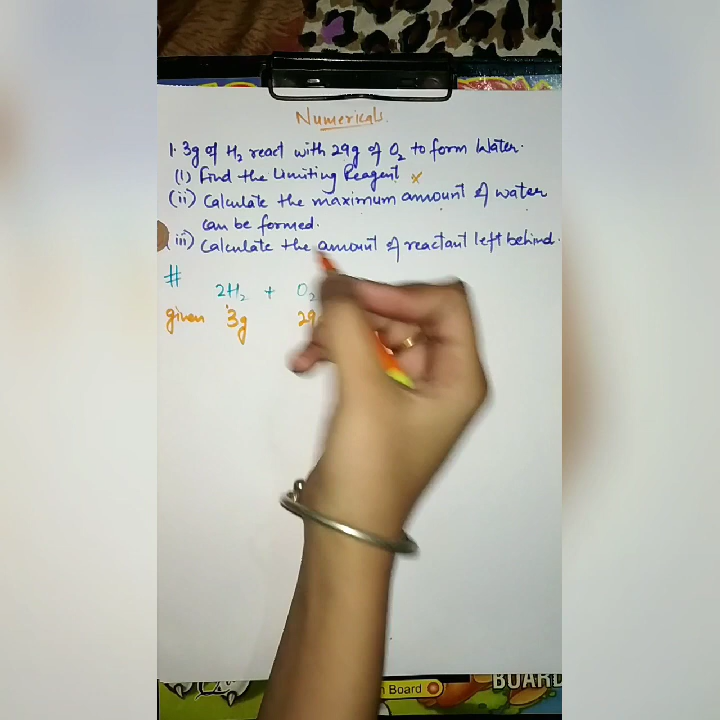 Numericals.
1. 3g of H₂ react with 29g of O₂ to form Water.
(i) Find the Limiting Reagent ×
(ii) Calculate the maximum amount of water
can be formed.
(iii) Calculate the amount of reactant left behind.
#
2H₂ + O₂
given 3g 29
Board
BOARD